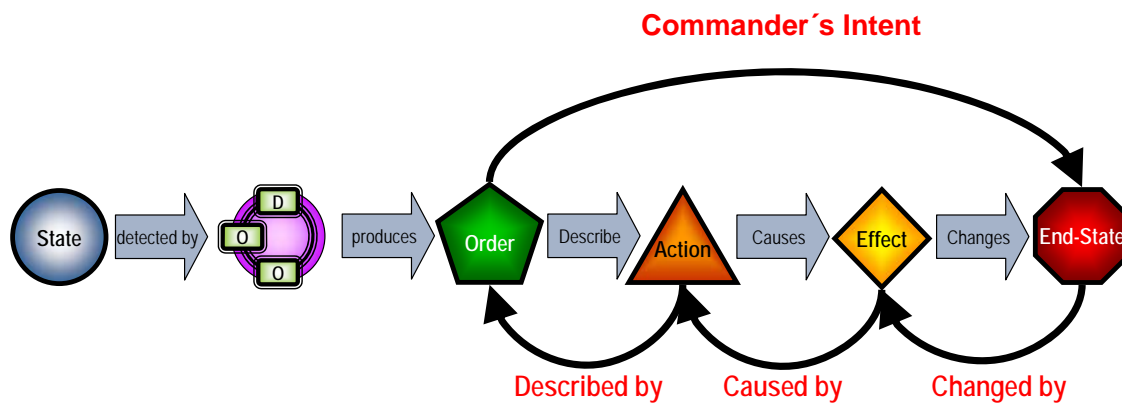 Commander´s Intent
State
detected by
D
O
O
produces
Order
Describe
Action
Causes
Effect
Changes
End-State
Described by
Caused by
Changed by